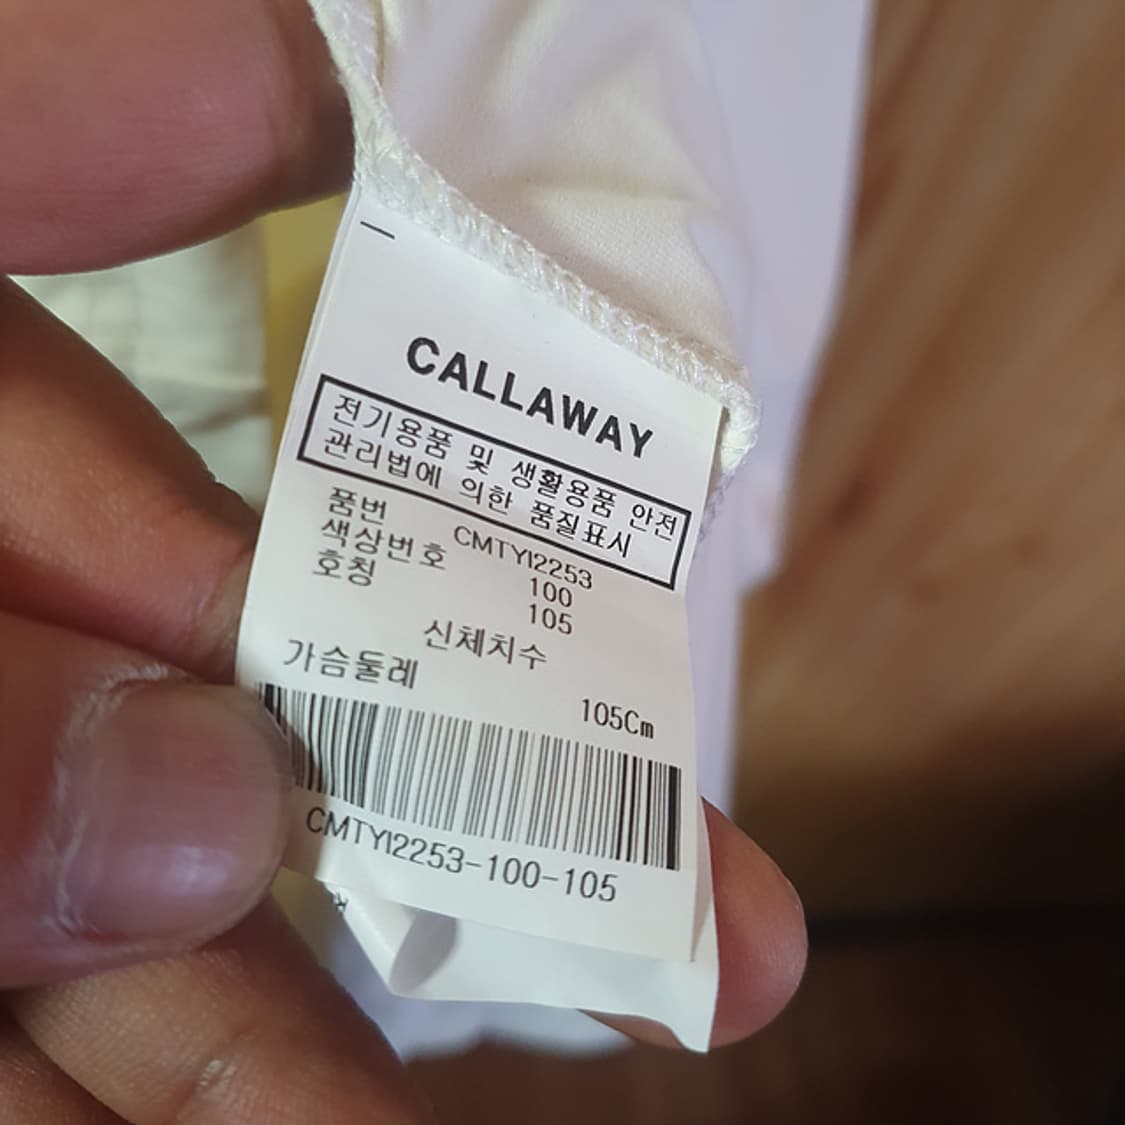 CALLAWAY
전기용품 및 생활용품 안전
관리법에 의한 품질표시
품번 CMTYI2253
색상번호 100
호칭 105
신체치수
가슴둘레 105Cm
CMTYI2253-100-105